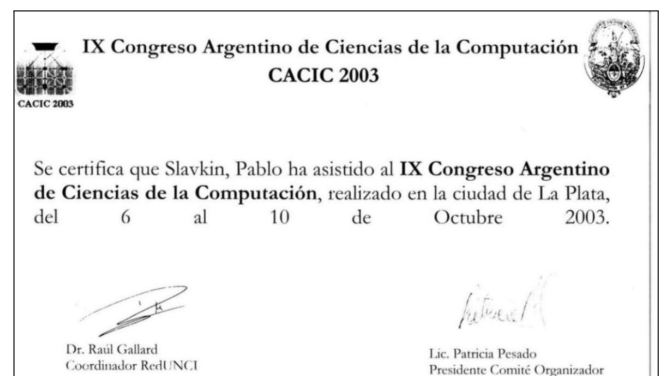 IX Congreso Argentino de Ciencias de la Computación
CACIC 2003
CACIC 2003
Se certifica que Slavkin, Pablo ha asistido al IX Congreso Argentino
de Ciencias de la Computación, realizado en la ciudad de La Plata,
del 6 al 10 de Octubre 2003.
Dr. Raúl Gallard
Coordinador RedUNCI
Lic. Patricia Pesado
Presidente Comité Organizador